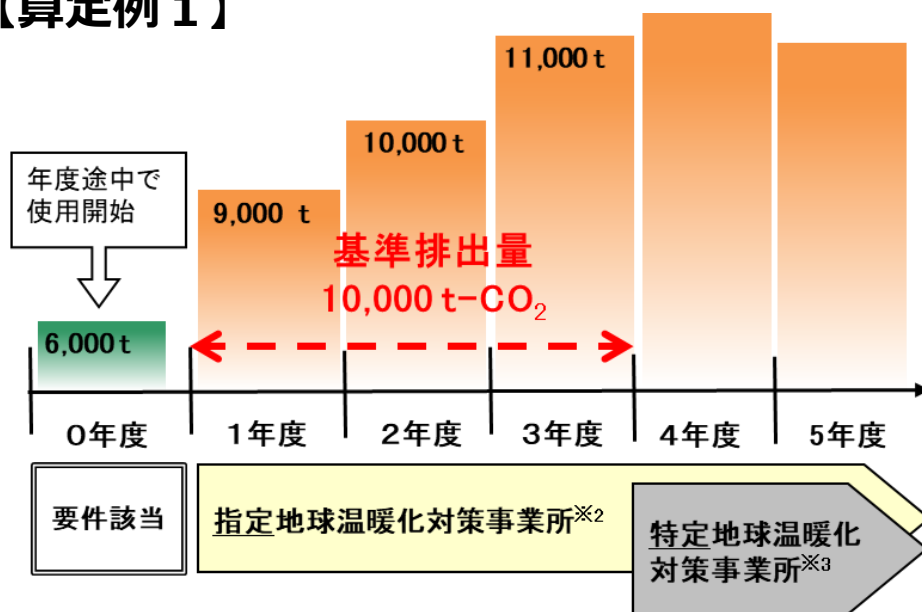 【算定例１】
11,000t
10,000t
年度途中で
使用開始
9,000 t
基準排出量
10,000t-CO₂
6,000t
0年度 1年度 2年度 3年度 4年度 5年度
要件該当
指定地球温暖化対策事業所※2
特定地球温暖化
対策事業所※3